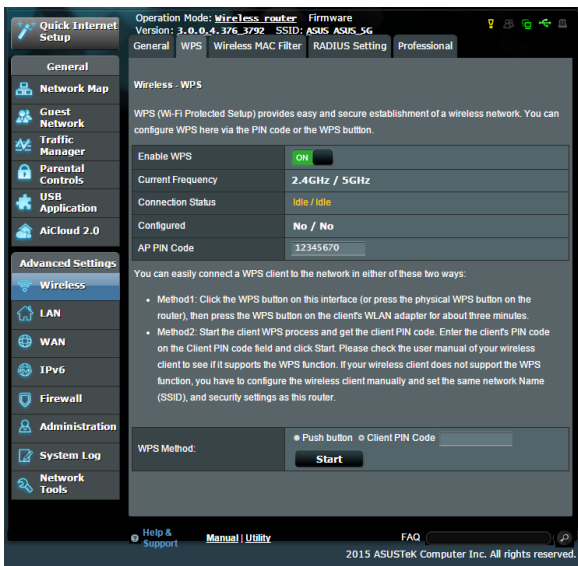 Quick Internet
Setup
Operation Mode: Wireless router Firmware
Version: 3.0.0.4.376_3792 SSID: ASUS ASUS_5G
General WPS Wireless MAC Filter RADIUS Setting Professional
General
Network Map
Guest
Network
Traffic
Manager
Parental
Controls
USB
Application
AiCloud 2.0
Advanced Settings
Wireless
LAN
WAN
IPv6
Firewall
Administration
System Log
Network
Tools
Wireless - WPS
WPS (Wi-Fi Protected Setup) provides easy and secure establishment of a wireless network. You can
configure WPS here via the PIN code or the WPS buttton.
Enable WPS ON
Current Frequency 2.4GHz / 5GHz
Connection Status Idle / Idle
Configured No / No
AP PIN Code 12345670
You can easily connect a WPS client to the network in either of these two ways:
• Method1: Click the WPS button on this interface (or press the physical WPS button on the
router), then press the WPS button on the client's WLAN adapter for about three minutes.
• Method2: Start the client WPS process and get the client PIN code. Enter the client's PIN code
on the Client PIN code field and click Start. Please check the user manual of your wireless
client to see if it supports the WPS function. If your wireless client does not support the WPS
function, you have to configure the wireless client manually and set the same network Name
(SSID), and security settings as this router.
WPS Method: Push button Client PIN Code
Start
Help &
Support
Manual | Utility FAQ
2015 ASUSTeK Computer Inc. All rights reserved.